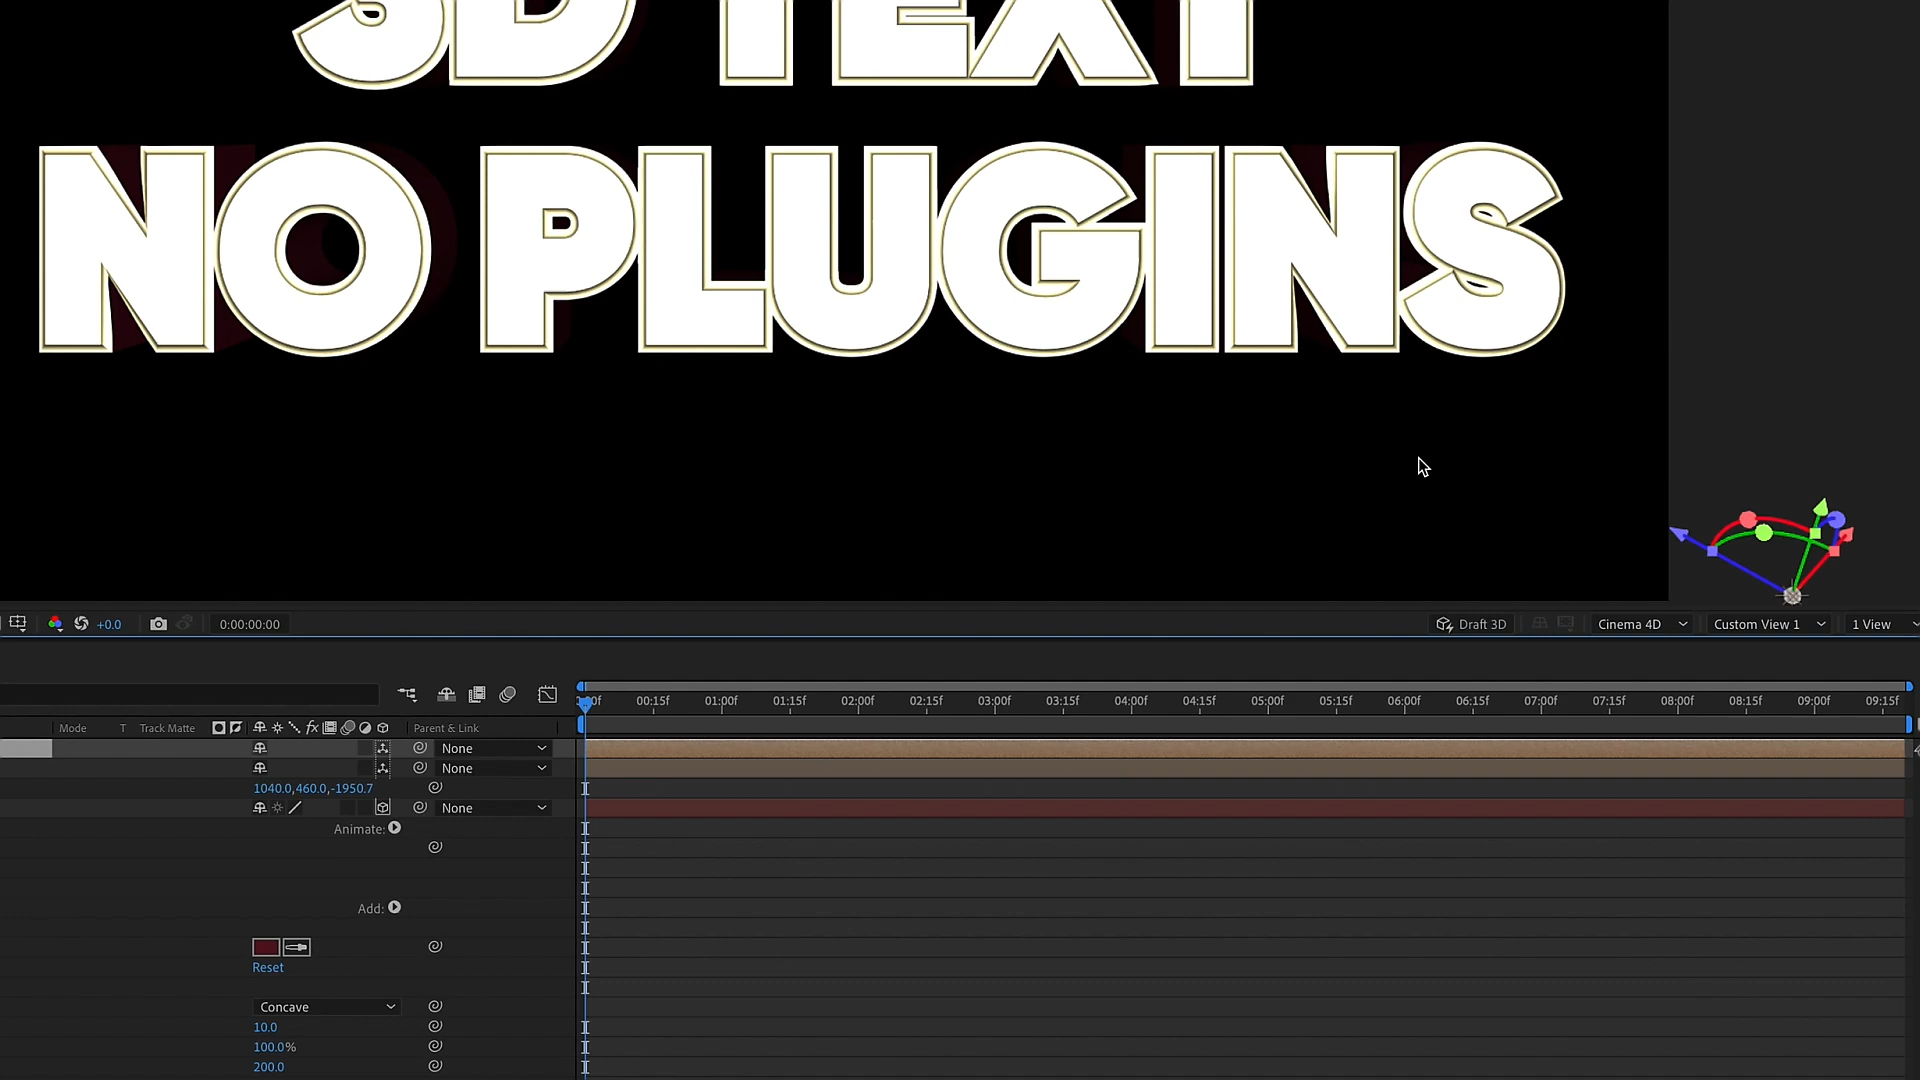 3D TEXT
NO PLUGINS
+0.0
0:00:00:00
Draft 3D
Cinema 4D
Custom View 1
1 View
00f 00:15f 01:00f 01:15f 02:00f 02:15f 03:00f 03:15f 04:00f 04:15f 05:00f 05:15f 06:00f 06:15f 07:00f 07:15f 08:00f 08:15f 09:00f 09:15f
Mode T Track Matte fx Parent & Link
None
None
1040.0,460.0,-1950.7
None
Animate:
Add:
Reset
Concave
10.0
100.0%
200.0